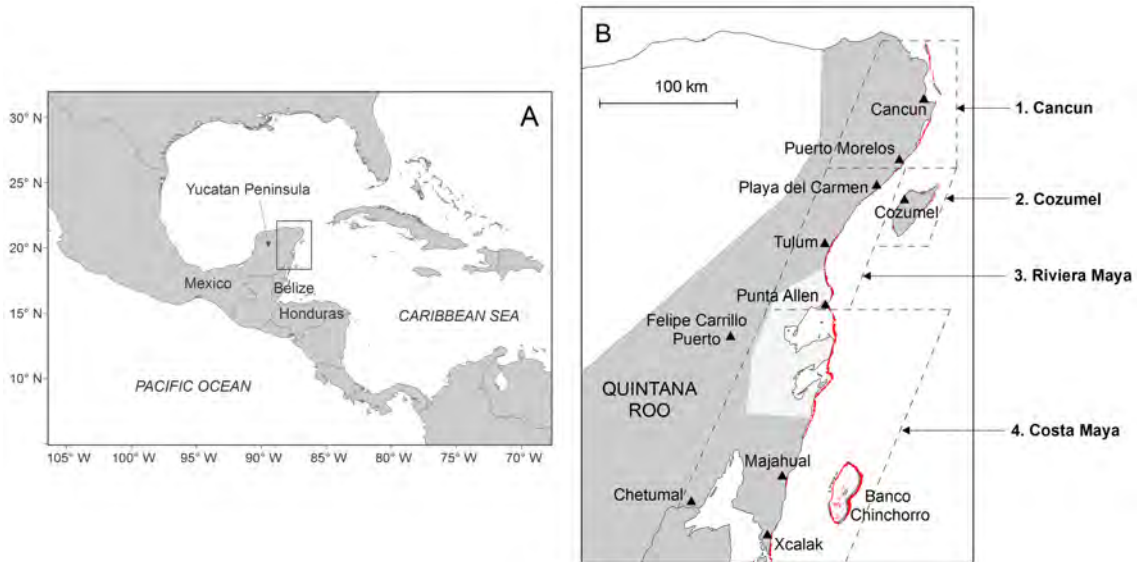 A
30° N
25° N
20° N
15° N
10° N
Yucatan Peninsula
Mexico
Belize
Honduras
CARIBBEAN SEA
PACIFIC OCEAN
105° W
100° W
95° W
90° W
85° W
80° W
75° W
70° W
B
100 km
Cancun
Puerto Morelos
Playa del Carmen
Cozumel
Tulum
Punta Allen
Felipe Carrillo
Puerto
QUINTANA
ROO
Majahual
Chetumal
Banco
Chinchorro
Xcalak
1. Cancun
2. Cozumel
3. Riviera Maya
4. Costa Maya